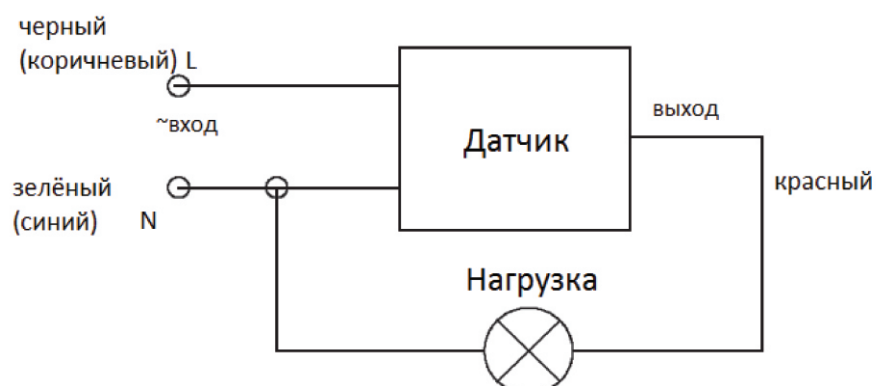 черный
(коричневый) L
~вход
Датчик
выход
красный
зелёный
(синий) N
Нагрузка